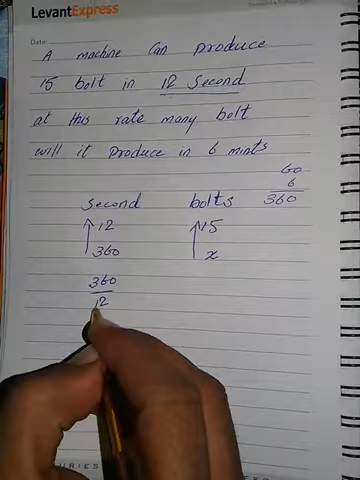 LevantExpress
Date:
A machine can produce
15 bolt in 12 second
at this rate many bolt
will it produce in 6 mints
60
6
360
second bolts
12 15
360 x
360
12